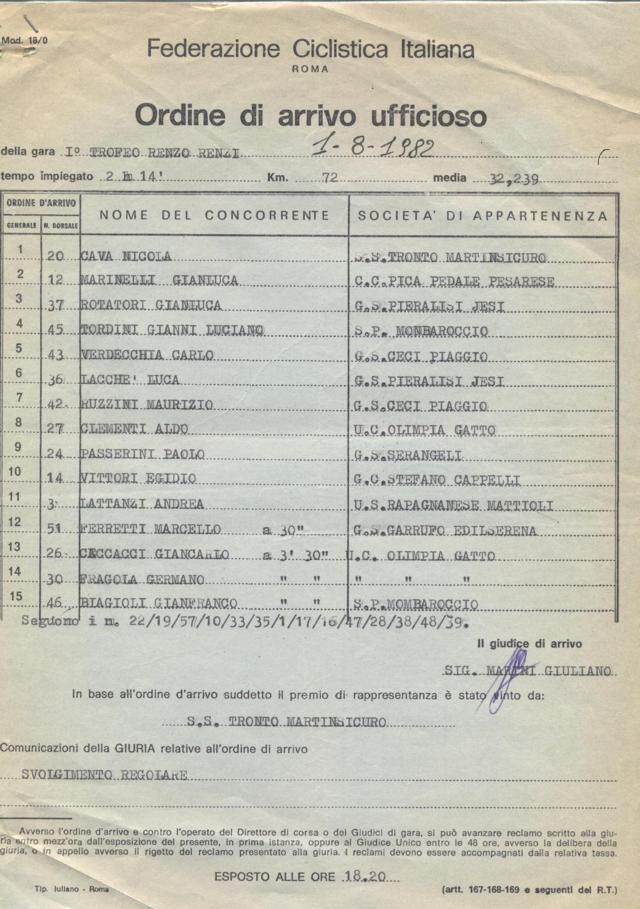 Mod. 18/0
Federazione Ciclistica Italiana
ROMA
Ordine di arrivo ufficioso
della gara I° TROFEO RENZO RENZI 1-8-1982
tempo impiegato 2 h 14' Km. 72 media 32,239
ORDINE D'ARRIVO NOME DEL CONCORRENTE SOCIETA' DI APPARTENENZA
GENERALE N. DORSALE
1 20 CAVA NICOLA S.S.TRONTO MARTINSICURO
2 12 MARINELLI GIANLUCA C.C.PICA PEDALE PESARESE
3 37 ROTATORI GIANLUCA G.S.PIERALISI JESI
4 45 TORDINI GIANNI LUCIANO S.P. MONBAROCCIO
5 43 VERDECCHIA CARLO G.S.CECI PIAGGIO
6 36 LACCHE' LUCA G.S.PIERALISI JESI
7 42 RUZZINI MAURIZIO G.S.CECI PIAGGIO
8 27 CLEMENTI ALDO U.C.OLIMPIA GATTO
9 24 PASSERINI PAOLO G.S.SERANGELI
10 14 VITTORI EGIDIO G.C.STEFANO CAPPELLI
11 3 LATTANZI ANDREA U.S.RAPAGNANESE MATTIOLI
12 51 FERRETTI MARCELLO a 30" G.S.GARRUFO EDILSERENA
13 26 CECCACCI GIANCARLO a 3' 30" U.C. OLIMPIA GATTO
14 30 FRAGOLA GERMANO " " " " "
15 46 BIAGIOLI GIANFRANCO " " S.P.MOMBAROCCIO
Seguono i n. 22/19/57/10/33/35/1/17/16/47/28/38/48/39.
Il giudice di arrivo
SIG. MARINI GIULIANO
In base all'ordine d'arrivo suddetto il premio di rappresentanza è stato vinto da:
S.S. TRONTO MARTINSICURO
Comunicazioni della GIURIA relative all'ordine di arrivo
SVOLGIMENTO REGOLARE
Avverso l'ordine d'arrivo e contro l'operato del Direttore di corsa o dei Giudici di gara, si può avanzare reclamo scritto alla giu-
ria entro mezz'ora dall'esposizione del presente, in prima istanza, oppure al Giudice Unico entro le 48 ore, avverso la delibera della
giuria, o in appello avverso il rigetto del reclamo presentato alla giuria. I reclami devono essere accompagnati dalla relativa tassa.
ESPOSTO ALLE ORE 18.20
Tip. Iuliano - Roma (artt. 167-168-169 e seguenti del R.T.)